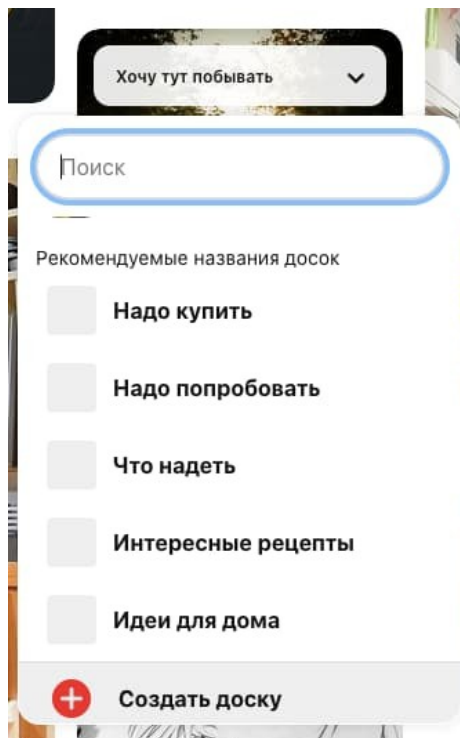 Хочу тут побывать
Поиск
Рекомендуемые названия досок
Надо купить
Надо попробовать
Что надеть
Интересные рецепты
Идеи для дома
Создать доску